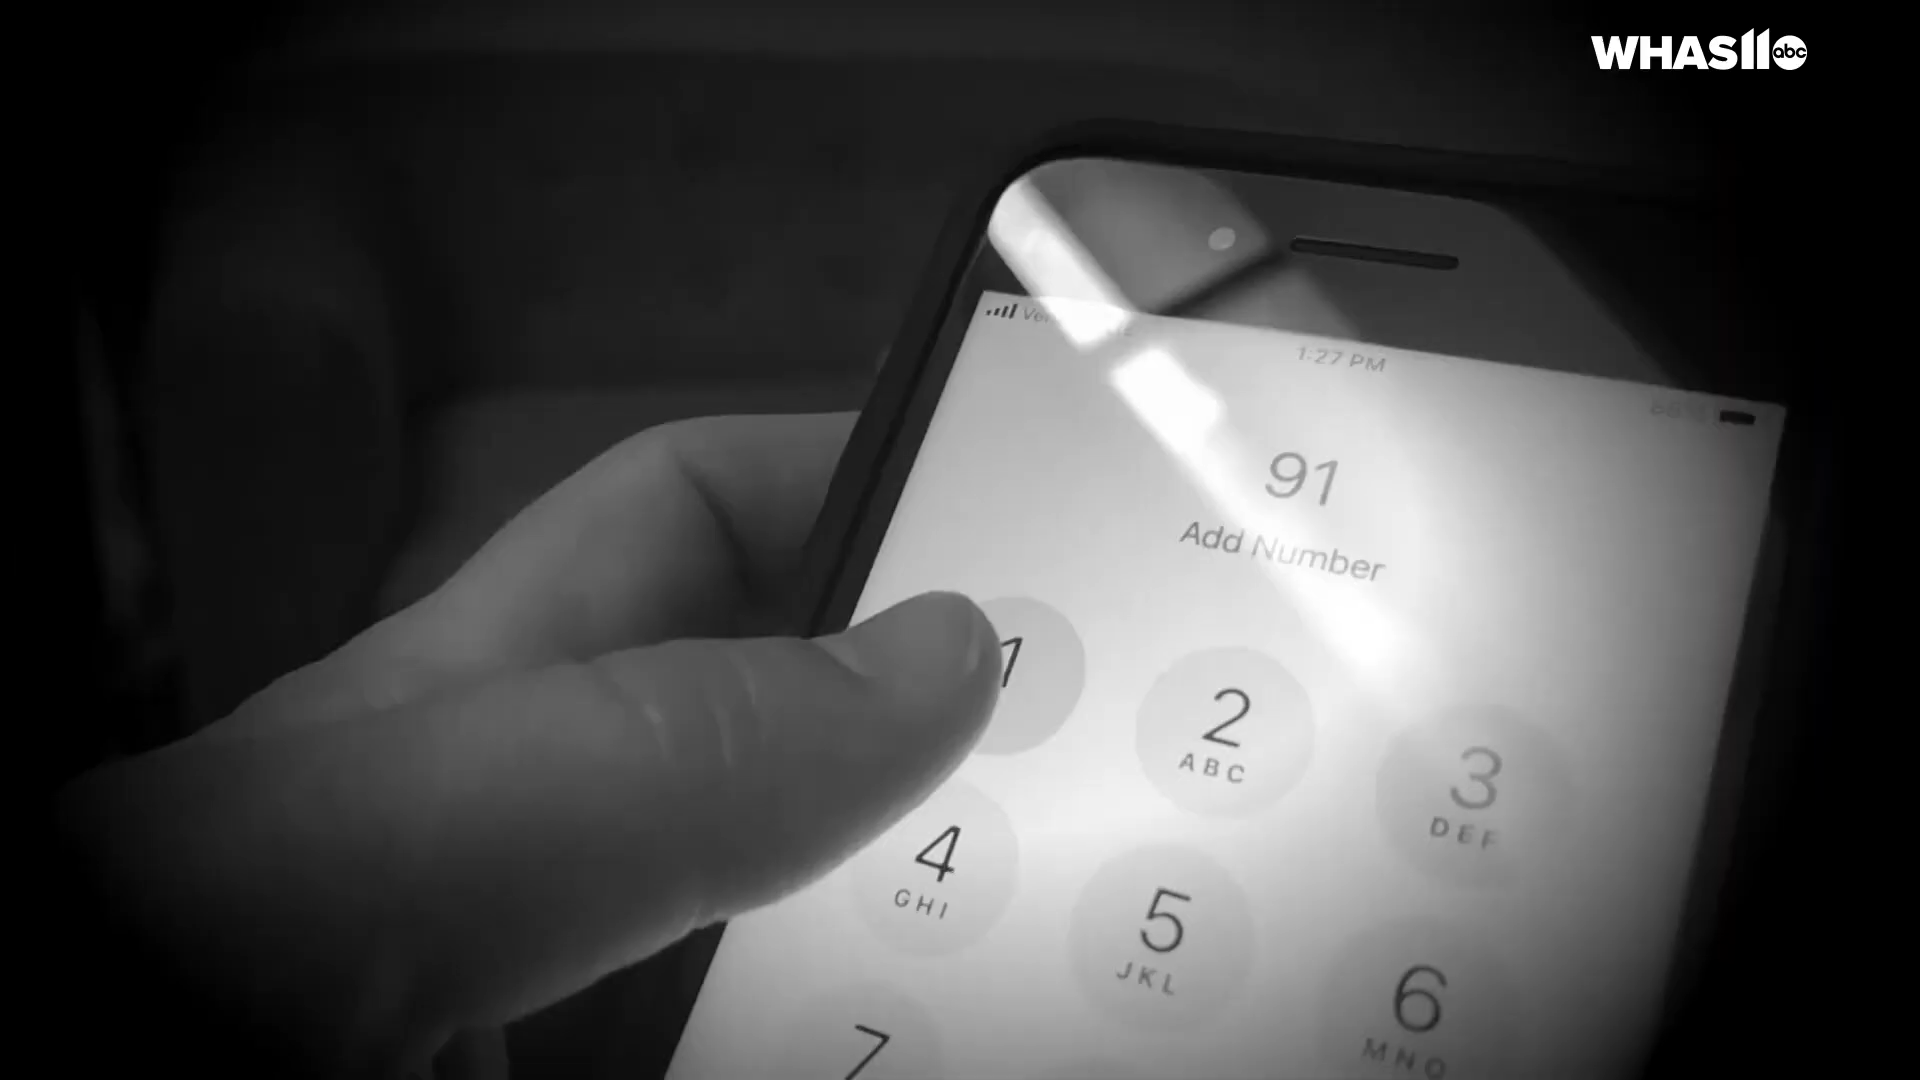 WHAS11 abc
1:27 PM
91
Add Number
1
2
ABC
3
DEF
4
GHI
5
JKL
6
MNO
7